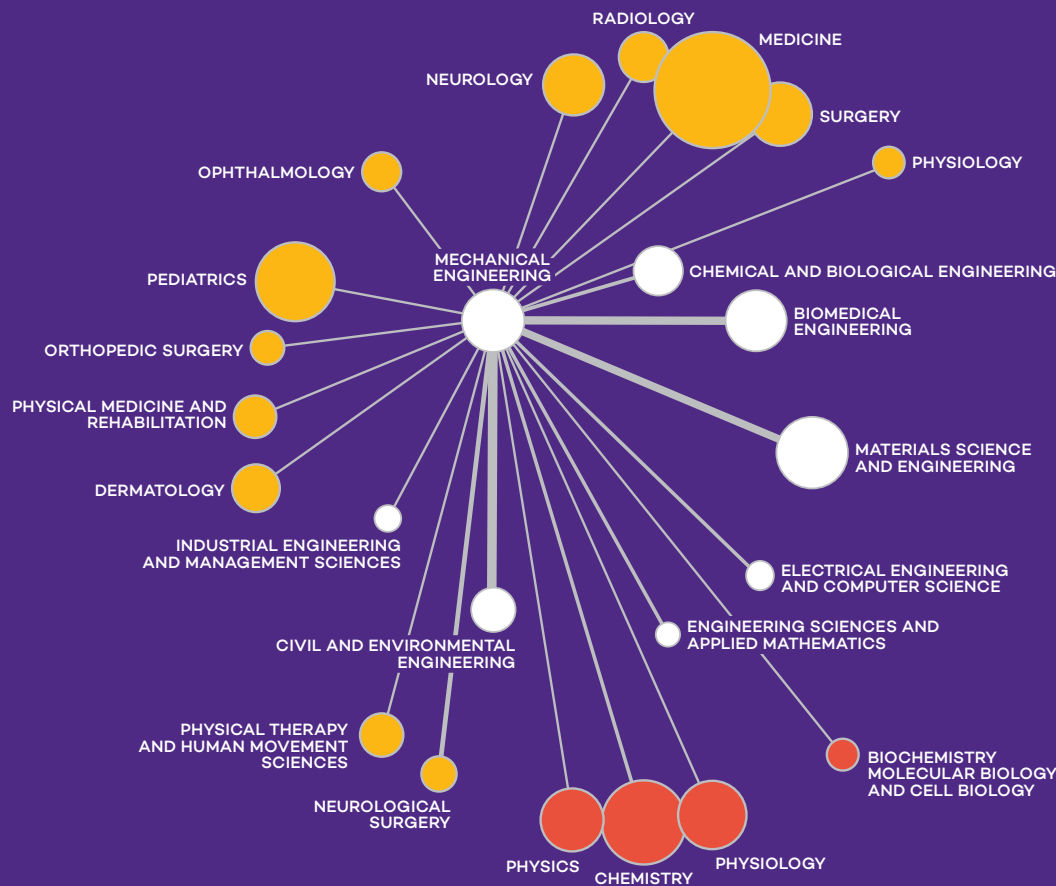 RADIOLOGY
MEDICINE
NEUROLOGY
SURGERY
PHYSIOLOGY
OPHTHALMOLOGY
MECHANICAL
ENGINEERING
CHEMICAL AND BIOLOGICAL ENGINEERING
PEDIATRICS
BIOMEDICAL
ENGINEERING
ORTHOPEDIC SURGERY
PHYSICAL MEDICINE AND
REHABILITATION
MATERIALS SCIENCE
AND ENGINEERING
DERMATOLOGY
INDUSTRIAL ENGINEERING
AND MANAGEMENT SCIENCES
ELECTRICAL ENGINEERING
AND COMPUTER SCIENCE
ENGINEERING SCIENCES AND
APPLIED MATHEMATICS
CIVIL AND ENVIRONMENTAL
ENGINEERING
PHYSICAL THERAPY
AND HUMAN MOVEMENT
SCIENCES
BIOCHEMISTRY
MOLECULAR BIOLOGY
AND CELL BIOLOGY
NEUROLOGICAL
SURGERY
PHYSICS
CHEMISTRY
PHYSIOLOGY